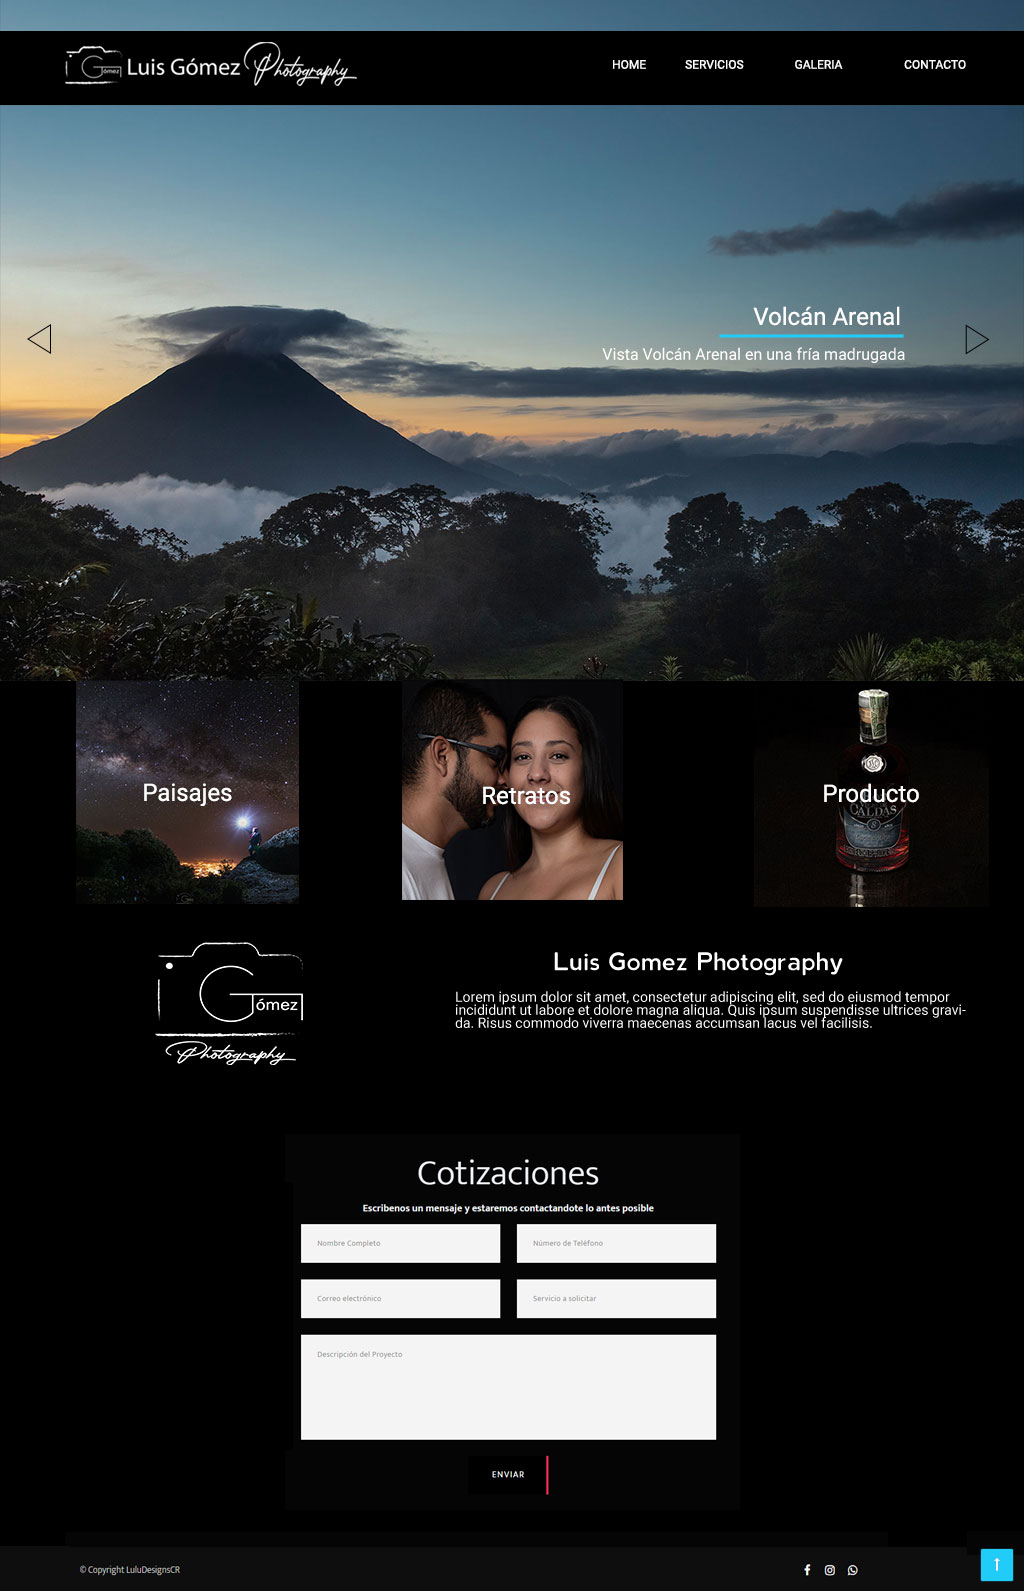 Gómez
Luis Gómez Photography
HOME SERVICIOS GALERIA CONTACTO
Volcán Arenal
Vista Volcán Arenal en una fría madrugada
Paisajes
Retratos
Producto
CALDAS
8
Gómez
Photography
Luis Gomez Photography
Lorem ipsum dolor sit amet, consectetur adipiscing elit, sed do eiusmod tempor
incididunt ut labore et dolore magna aliqua. Quis ipsum suspendisse ultrices gravi-
da. Risus commodo viverra maecenas accumsan lacus vel facilisis.
Cotizaciones
Escribenos un mensaje y estaremos contactandote lo antes posible
Nombre Completo
Número de Teléfono
Correo electrónico
Servicio a solicitar
Descripción del Proyecto
ENVIAR
© Copyright LuluDesignsCR